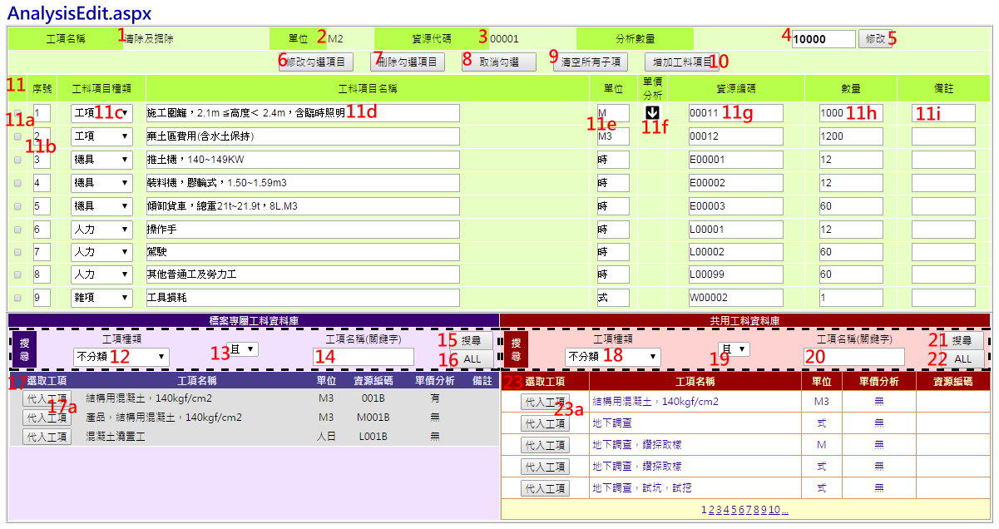 AnalysisEdit.aspx
工項名稱 1 清除及掘除 單位 2 M2 資源代碼 3 00001 分析數量 4 10000 修改 5
6 修改勾選項目 7 刪除勾選項目 8 取消勾選 9 清空所有子項 增加工料項目 10
11 序號 工料項目種類 工料項目名稱 單位 單價分析 資源編碼 數量 備註
11a 1 工項 11c 施工圍籬，2.1m ≦高度< 2.4m，含臨時照明 11d M 11e 11f 00011 11g 1000 11h 11i
11b 2 工項 棄土區費用(含水土保持) M3 00012 1200
3 機具 推土機，140~149KW 時 E00001 12
4 機具 裝料機，膠輪式，1.50~1.59m3 時 E00002 12
5 機具 傾卸貨車，總重21t~21.9t，8L.M3 時 E00003 60
6 人力 操作手 時 L00001 12
7 人力 駕駛 時 L00002 60
8 人力 其他普通工及勞力工 時 L00099 60
9 雜項 工具損耗 式 W00002 1
標案專屬工料資料庫
搜尋 工項種類 工項名稱(關鍵字) 15 搜尋
不分類 12 13 且 14 16 ALL
17 選取工項 工項名稱 單位 資源編碼 單價分析 備註
代入工項 17a 結構用混凝土，140kgf/cm2 M3 001B 有
代入工項 產品，結構用混凝土，140kgf/cm2 M3 M001B 無
代入工項 混凝土澆置工 人日 L001B 無
共用工料資料庫
搜尋 工項種類 工項名稱(關鍵字) 21 搜尋
不分類 18 19 且 20 22 ALL
23 選取工項 工項名稱 單位 單價分析 資源編碼
代入工項 23a 結構用混凝土，140kgf/cm2 M3 無
代入工項 地下調查 式 無
代入工項 地下調查，鑽探取樣 M 無
代入工項 地下調查，鑽探取樣 式 無
代入工項 地下調查，試坑，試挖 式 無
1 2 3 4 5 6 7 8 9 10 ...